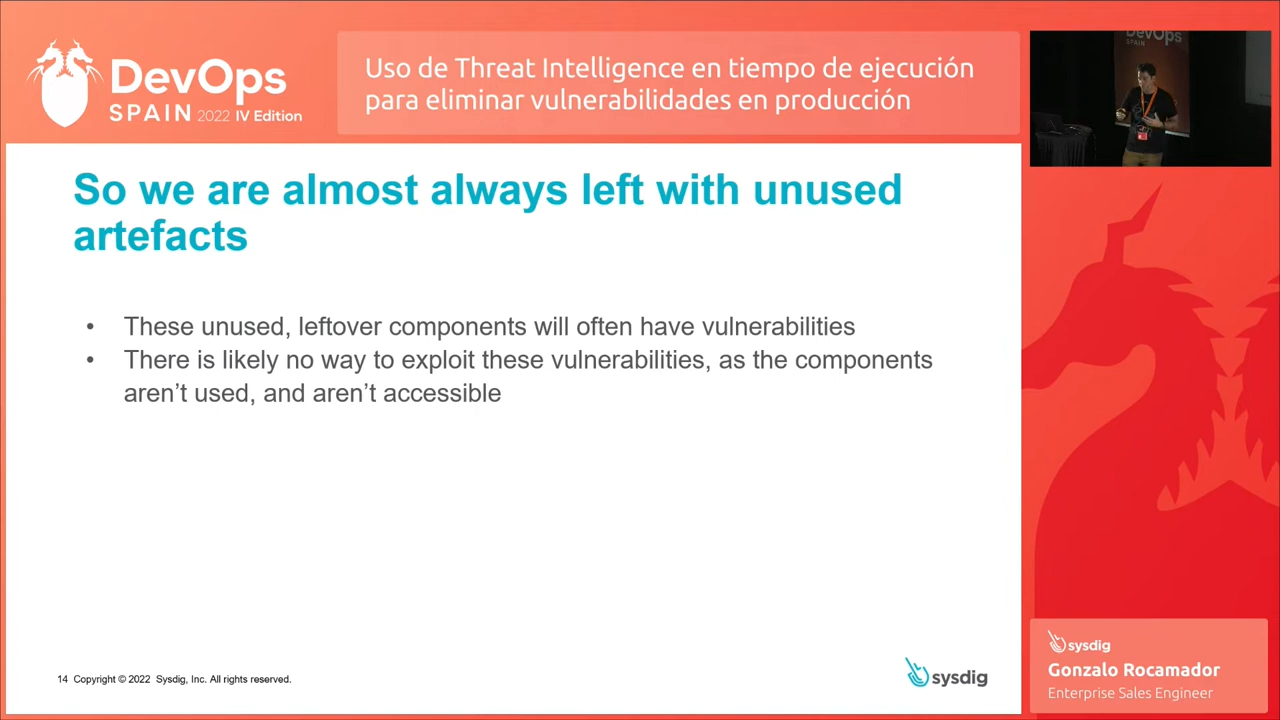 DevOps
SPAIN 2022 IV Edition
Uso de Threat Intelligence en tiempo de ejecución
para eliminar vulnerabilidades en producción
DevOps
SPAIN
So we are almost always left with unused
artefacts
• These unused, leftover components will often have vulnerabilities
• There is likely no way to exploit these vulnerabilities, as the components
aren’t used, and aren’t accessible
14 Copyright © 2022 Sysdig, Inc. All rights reserved.
sysdig
sysdig
Gonzalo Rocamador
Enterprise Sales Engineer